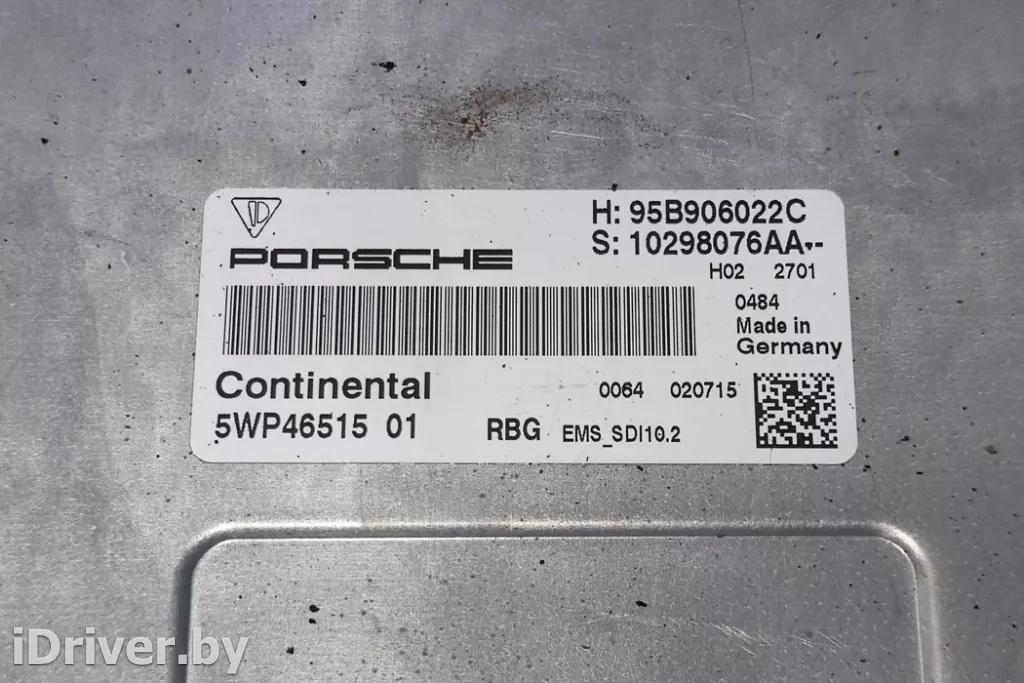 H: 95B906022C
S: 10298076AA--
PORSCHE
H02 2701
0484
Made in
Germany
Continental
0064 020715
5WP46515 01
RBG EMS_SDI10.2
iDriver.by